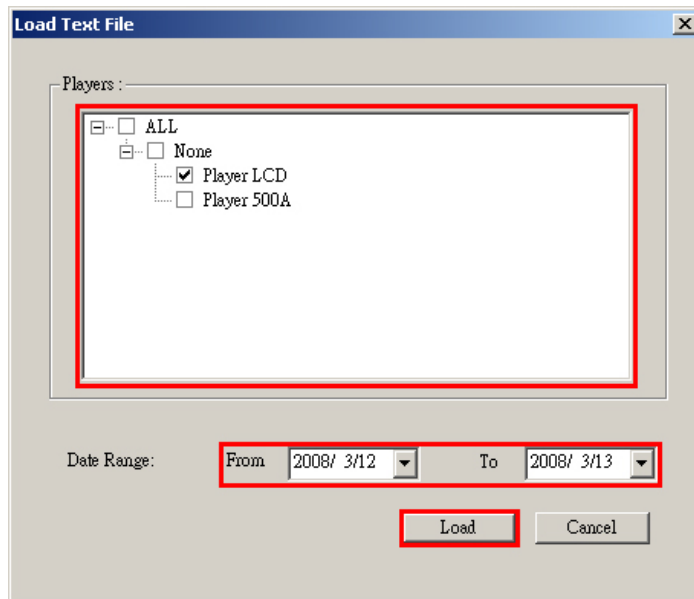 Load Text File
Players :
ALL
None
Player LCD
Player 500A
Date Range: From 2008/ 3/12 To 2008/ 3/13
Load Cancel